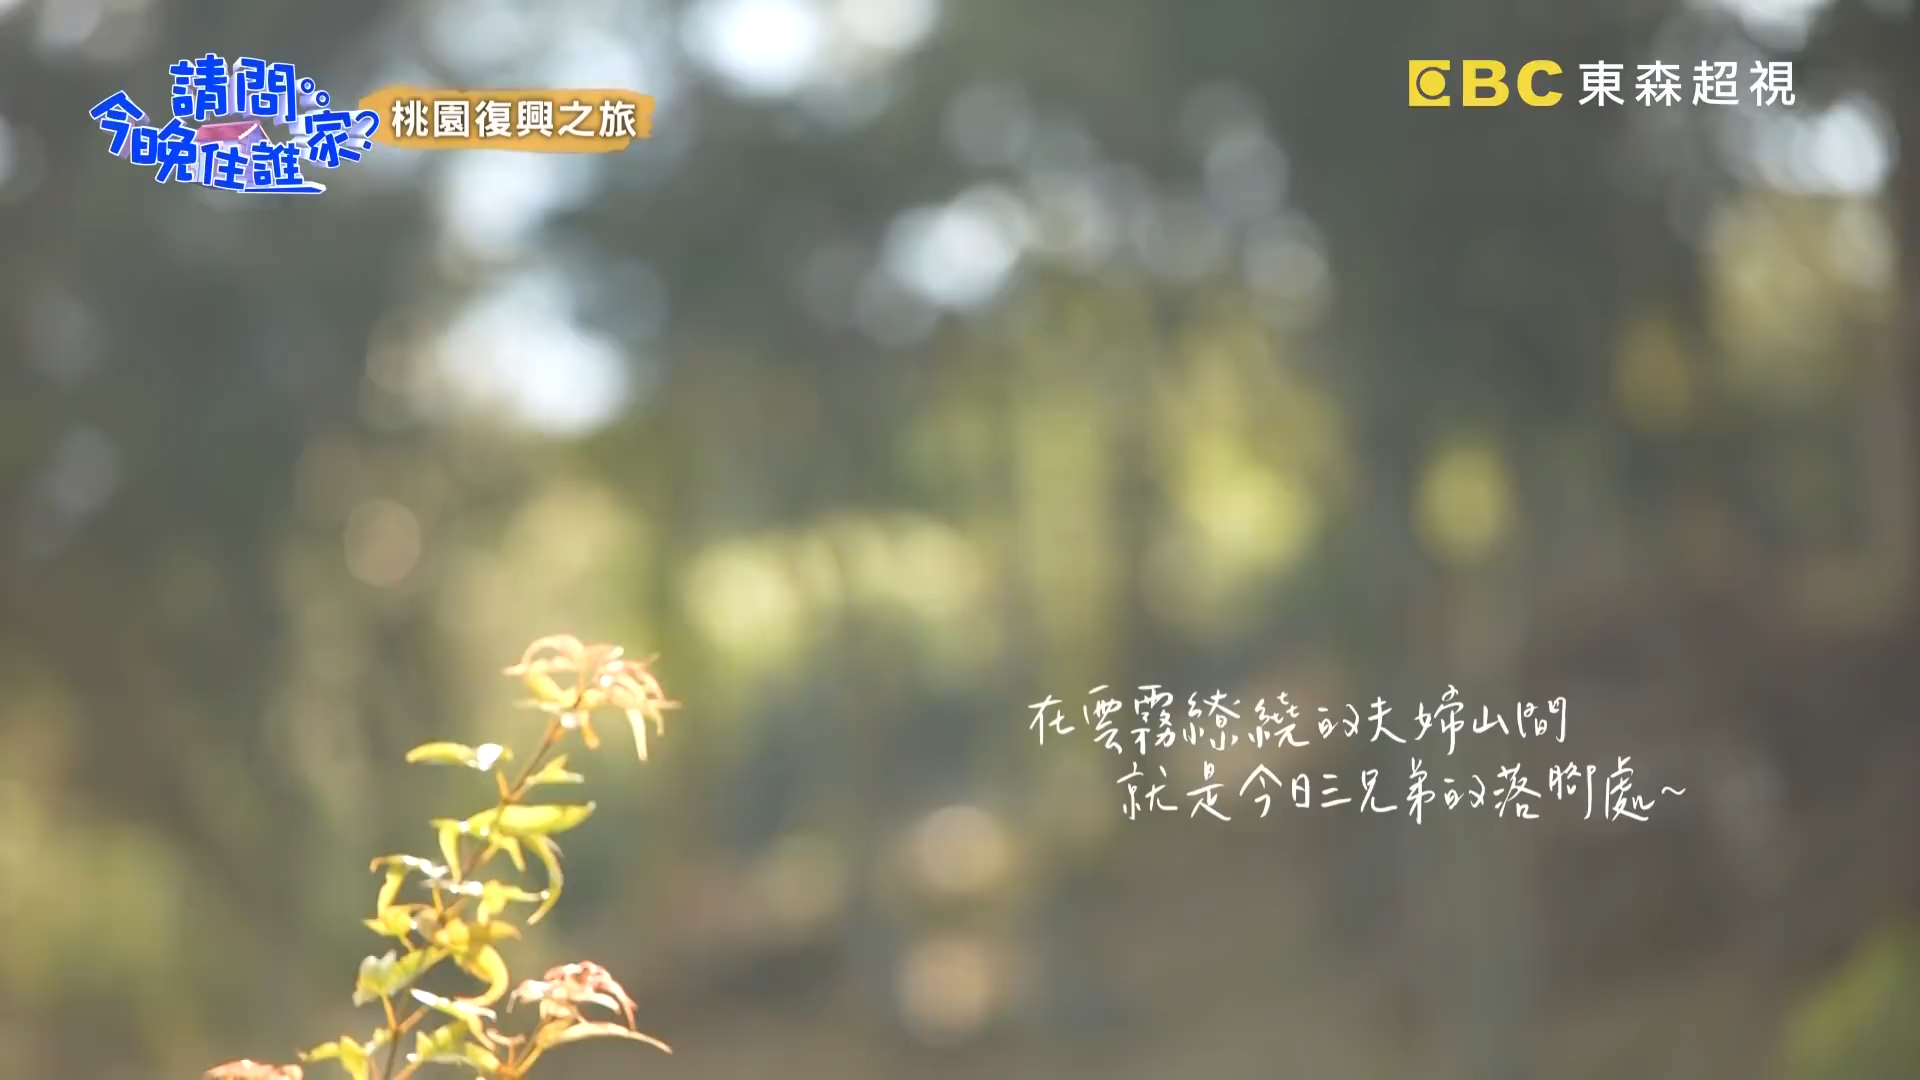 請問
今晚住誰家?
桃園復興之旅
EBC 東森超視
在雲霧繚繞的夫婦山間
就是今日三兄弟的落腳處~